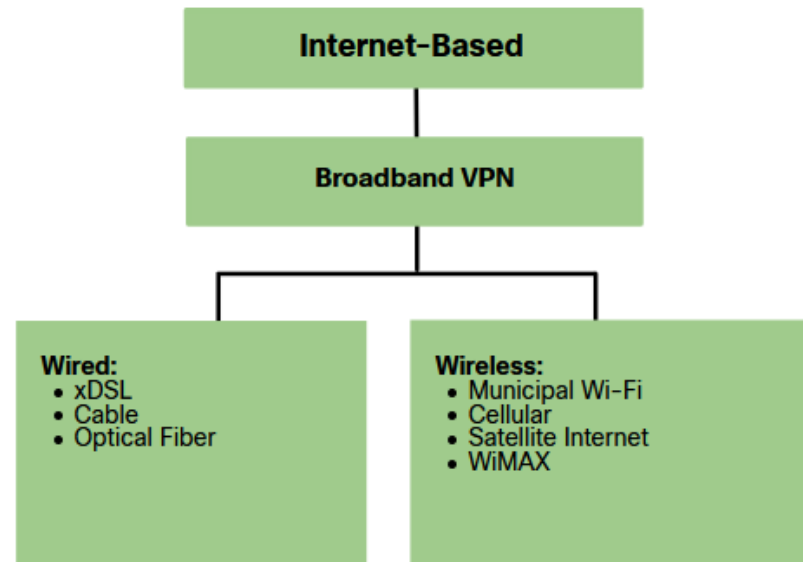 Internet-Based
Broadband VPN
Wired:
• xDSL
• Cable
• Optical Fiber
Wireless:
• Municipal Wi-Fi
• Cellular
• Satellite Internet
• WiMAX